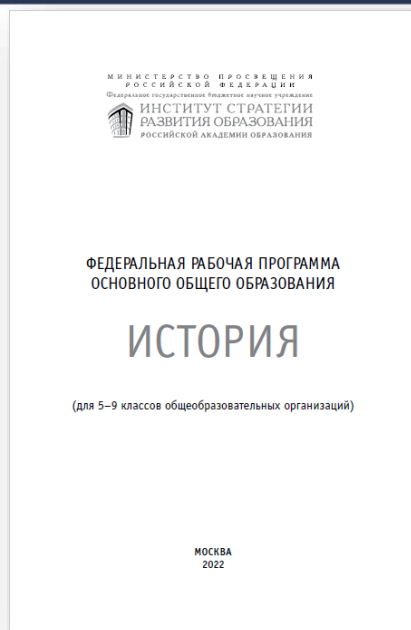 МИНИСТЕРСТВО ПРОСВЕЩЕНИЯ
РОССИЙСКОЙ ФЕДЕРАЦИИ
Федеральное государственное бюджетное научное учреждение
ИНСТИТУТ СТРАТЕГИИ
РАЗВИТИЯ ОБРАЗОВАНИЯ
РОССИЙСКОЙ АКАДЕМИИ ОБРАЗОВАНИЯ
ФЕДЕРАЛЬНАЯ РАБОЧАЯ ПРОГРАММА
ОСНОВНОГО ОБЩЕГО ОБРАЗОВАНИЯ
ИСТОРИЯ
(для 5–9 классов общеобразовательных организаций)
МОСКВА
2022